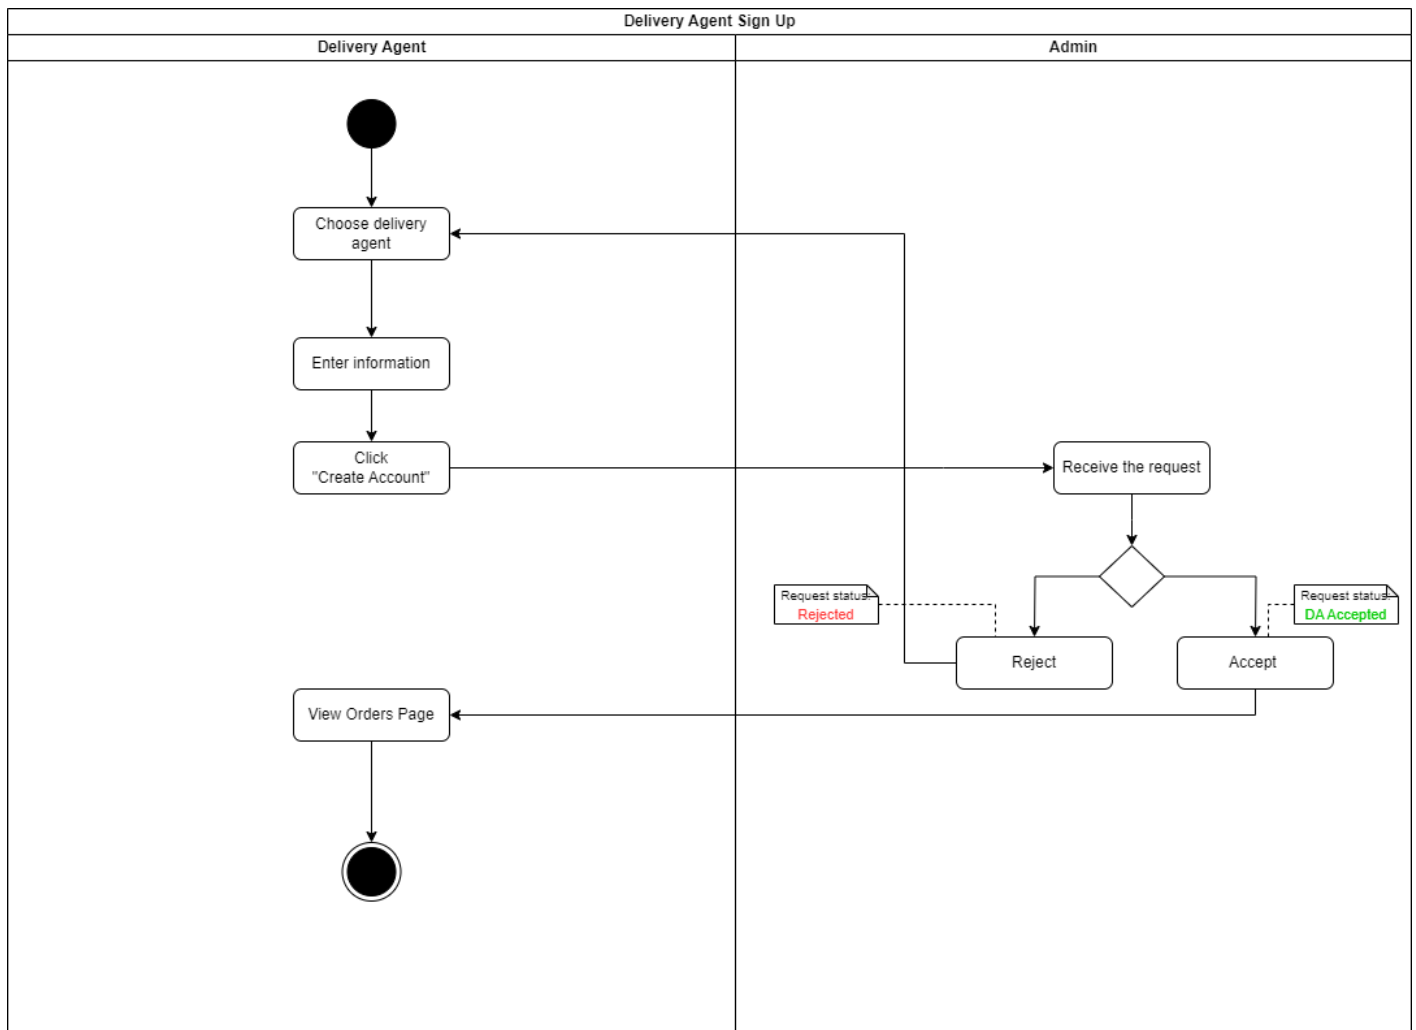 Delivery Agent Sign Up
Delivery Agent
Admin
Choose delivery
agent
Enter information
Click
"Create Account"
Receive the request
Request status:
Rejected
Request status:
DA Accepted
Reject
Accept
View Orders Page